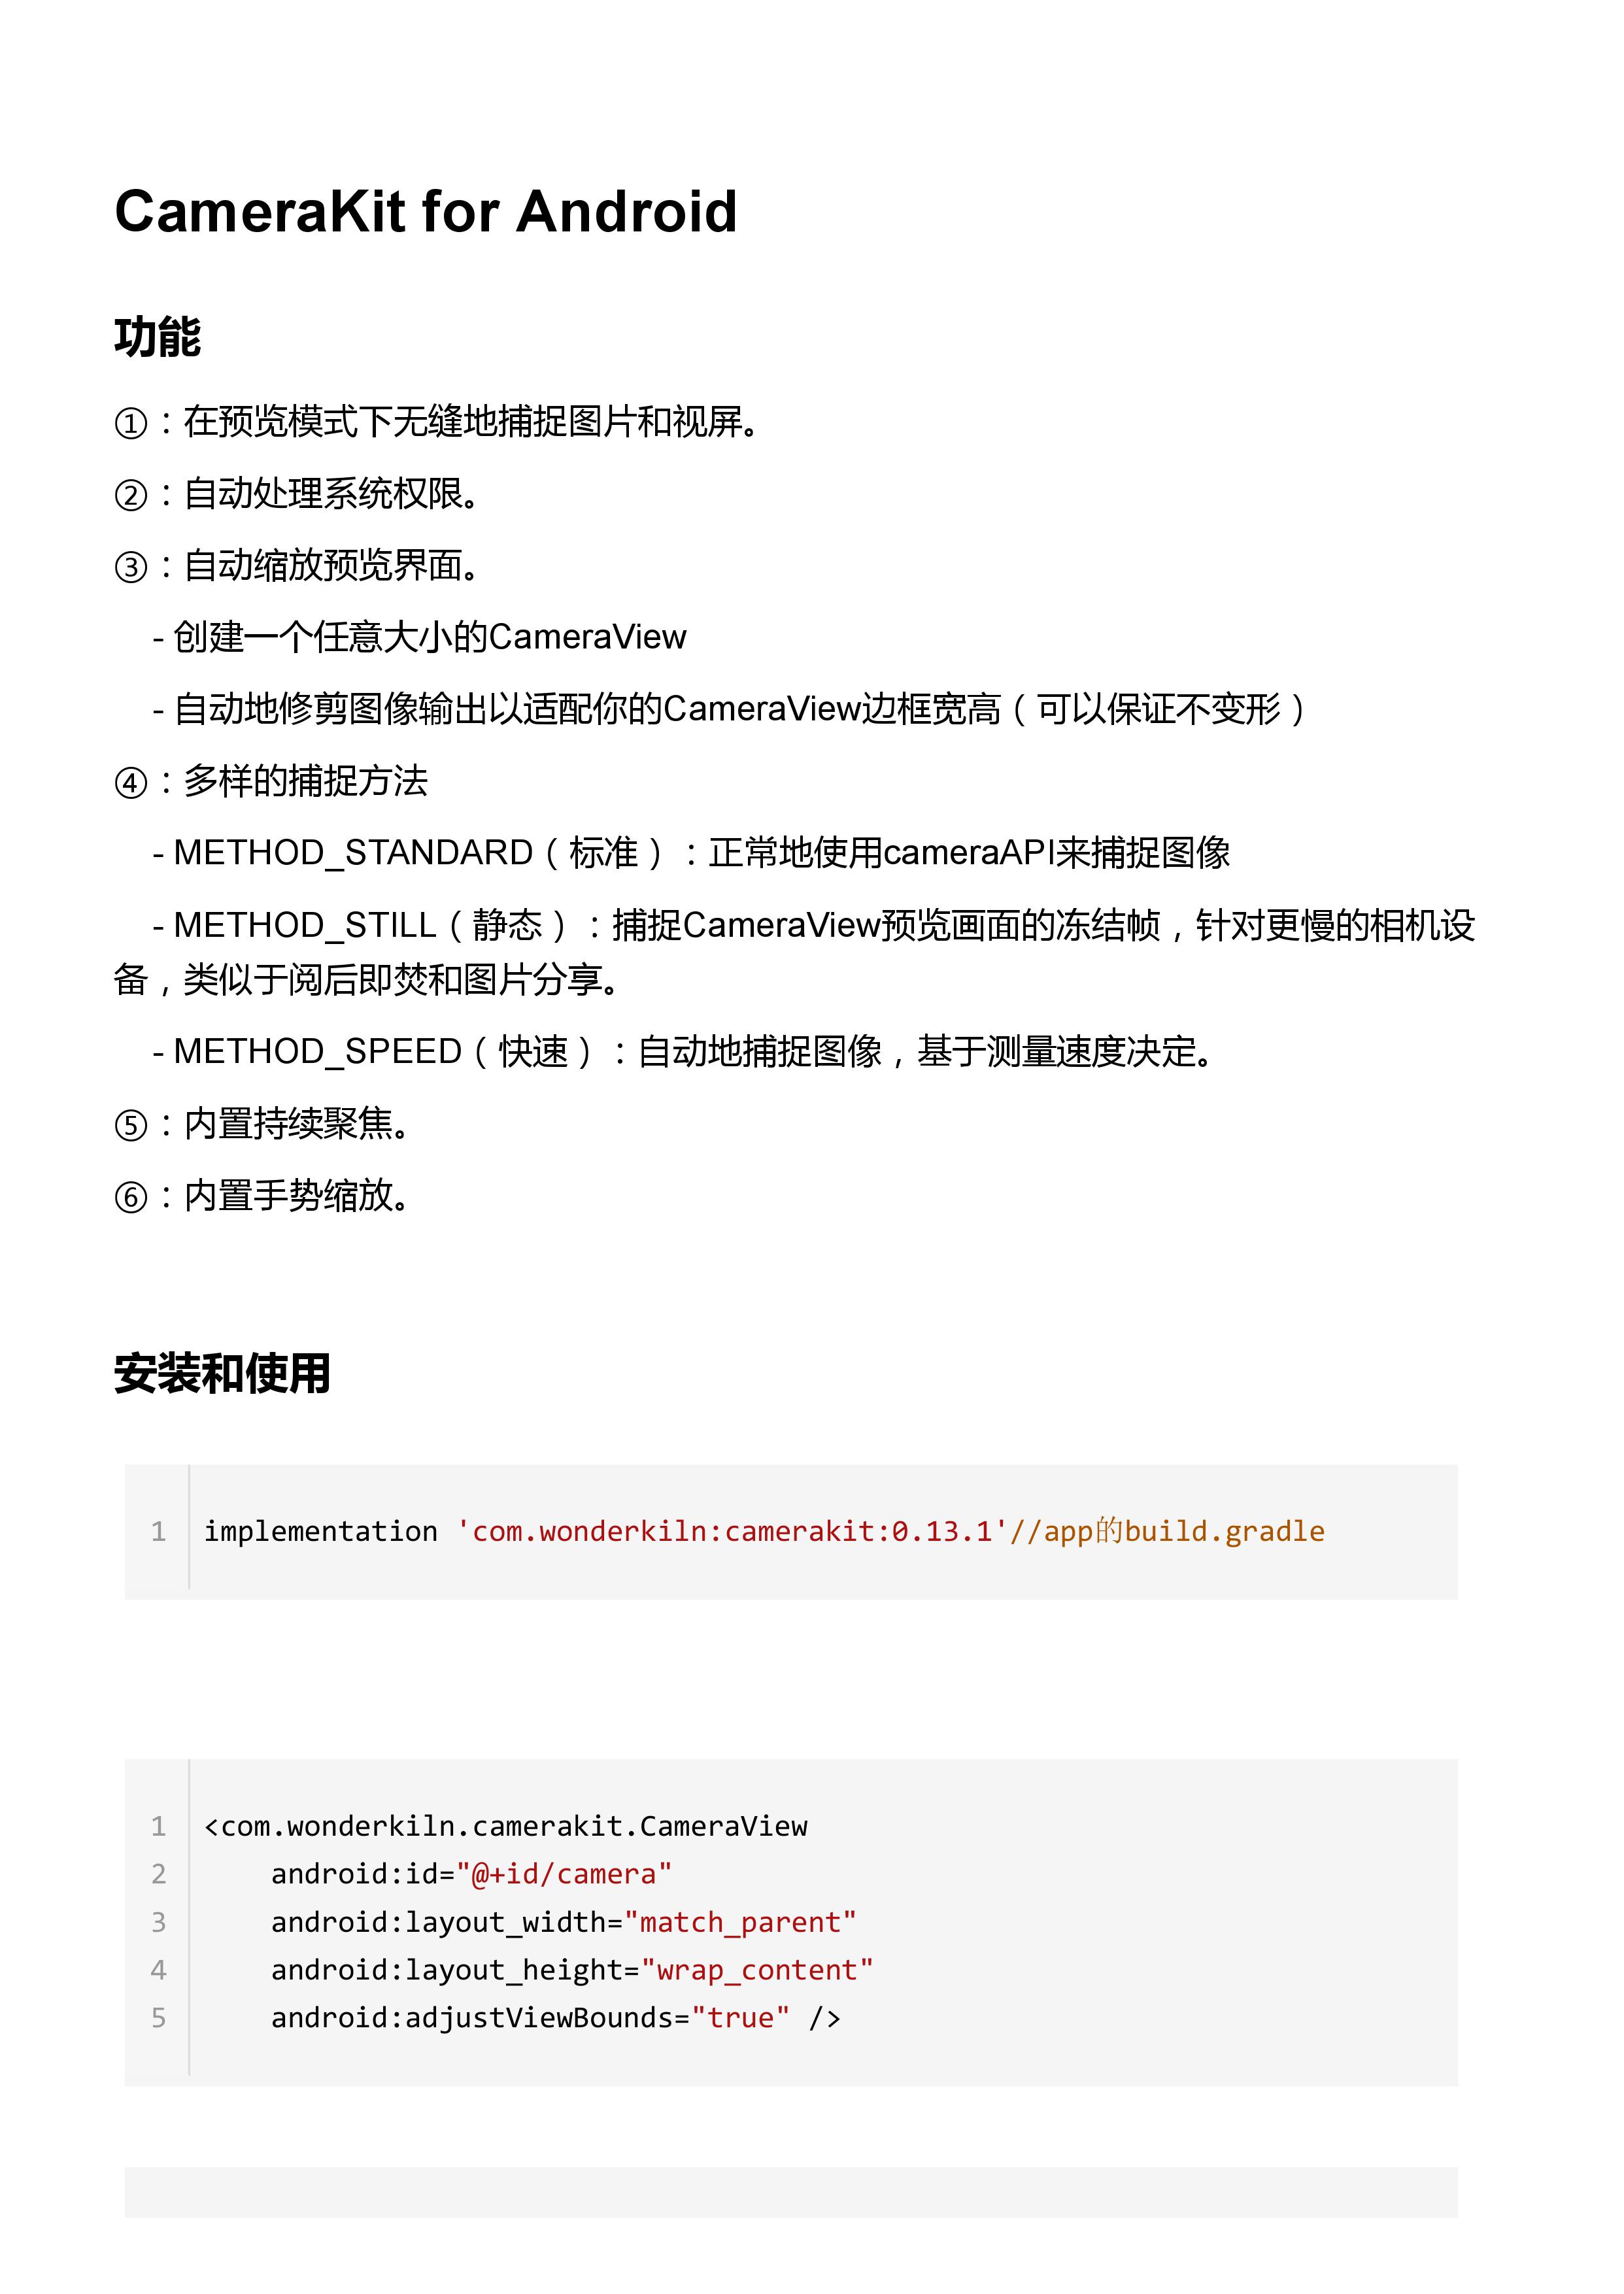 CameraKit for Android
功能
①：在预览模式下无缝地捕捉图片和视屏。
②：自动处理系统权限。
③：自动缩放预览界面。
- 创建一个任意大小的CameraView
- 自动地修剪图像输出以适配你的CameraView边框宽高（可以保证不变形）
④：多样的捕捉方法
- METHOD_STANDARD（标准）：正常地使用cameraAPI来捕捉图像
- METHOD_STILL（静态）：捕捉CameraView预览画面的冻结帧，针对更慢的相机设
备，类似于阅后即焚和图片分享。
- METHOD_SPEED（快速）：自动地捕捉图像，基于测量速度决定。
⑤：内置持续聚焦。
⑥：内置手势缩放。
安装和使用
1 implementation 'com.wonderkiln:camerakit:0.13.1'//app的build.gradle
1 <com.wonderkiln.camerakit.CameraView
2     android:id="@+id/camera"
3     android:layout_width="match_parent"
4     android:layout_height="wrap_content"
5     android:adjustViewBounds="true" />